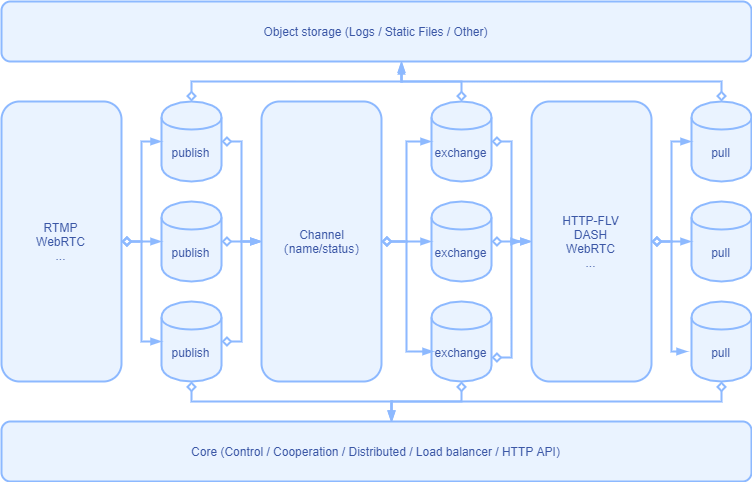 Object storage (Logs / Static Files / Other)
RTMP
WebRTC
...
publish
publish
publish
Channel
(name/status)
exchange
exchange
exchange
HTTP-FLV
DASH
WebRTC
...
pull
pull
pull
Core (Control / Cooperation / Distributed / Load balancer / HTTP API)